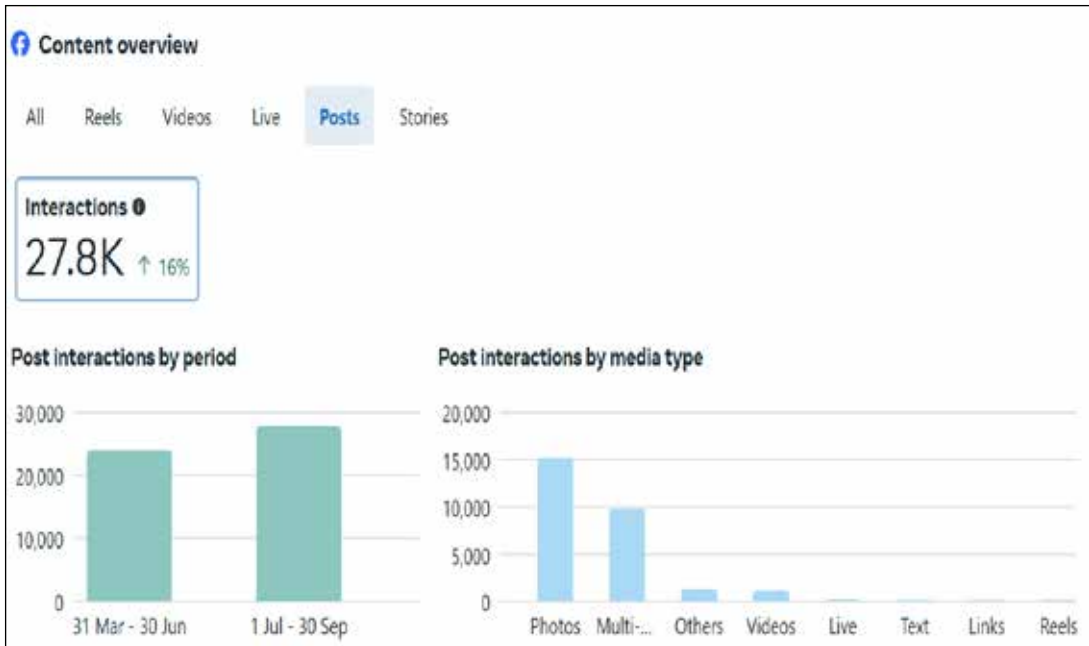 Content overview
All Reels Videos Live Posts Stories
Interactions
27.8K ↑ 16%
Post interactions by period
30,000
20,000
10,000
0
31 Mar - 30 Jun 1 Jul - 30 Sep
Post interactions by media type
20,000
15,000
10,000
5,000
0
Photos Multi-... Others Videos Live Text Links Reels